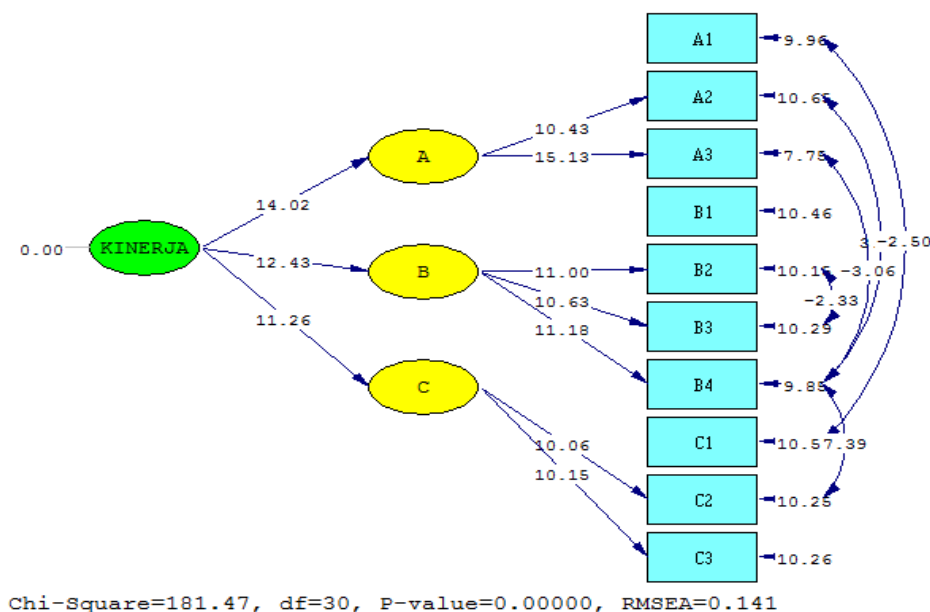 A1
9.96
A2
10.65
10.43
A
A3
7.75
15.13
14.02
B1
10.46
-2.50
0.00
KINERJA
12.43
B
11.00
B2
10.15
-3.06
10.63
-2.33
11.26
11.18
B3
10.29
C
B4
9.85
10.06
C1
7.39
10.15
C2
10.25
C3
10.26
Chi-Square=181.47, df=30, P-value=0.00000, RMSEA=0.141